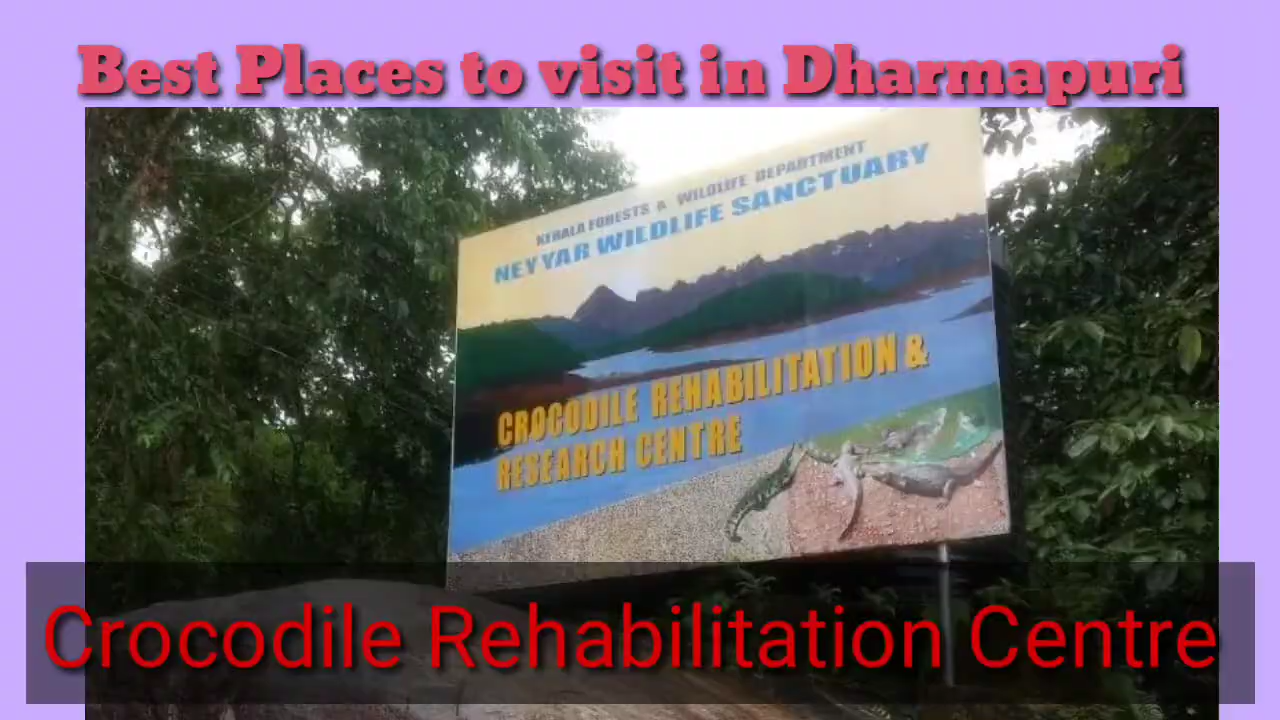 Best Places to visit in Dharmapuri
KERALA FORESTS & WILDLIFE DEPARTMENT
NEYYAR WILDLIFE SANCTUARY
CROCODILE REHABILITATION &
RESEARCH CENTRE
Crocodile Rehabilitation Centre